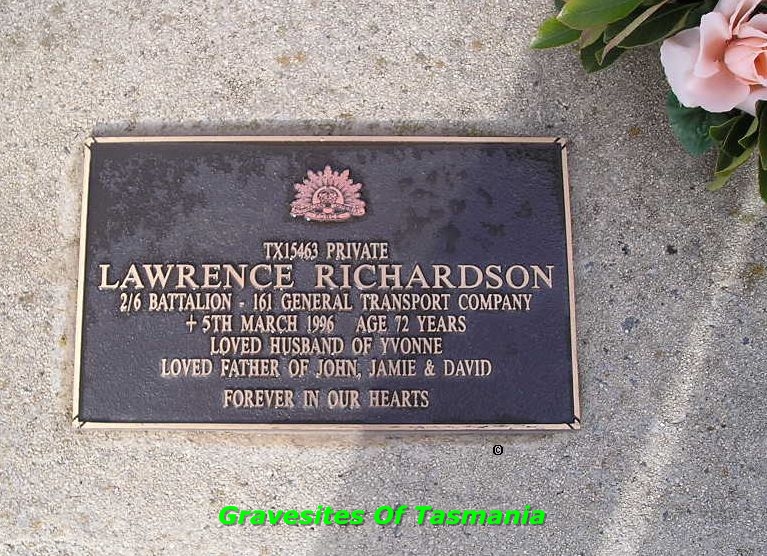 TX15463 PRIVATE
LAWRENCE RICHARDSON
2/6 BATTALION - 161 GENERAL TRANSPORT COMPANY
+ 5TH MARCH 1996 AGE 72 YEARS
LOVED HUSBAND OF YVONNE
LOVED FATHER OF JOHN, JAMIE & DAVID
FOREVER IN OUR HEARTS
©
Gravesites Of Tasmania